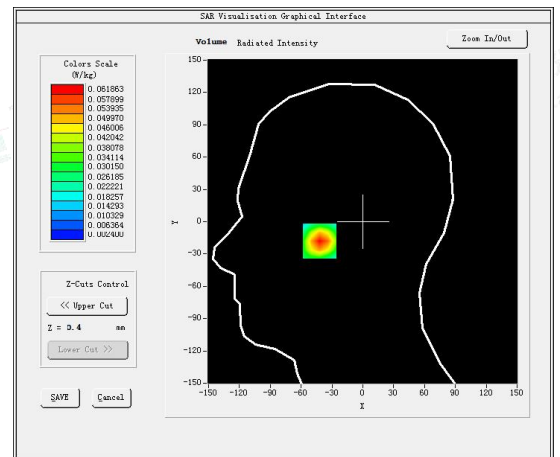 SAR Visualisation Graphical Interface
Volume Radiated Intensity
Zoom In/Out
Colors Scale
(W/kg)
0.061863
0.057899
0.053935
0.049970
0.046006
0.042042
0.038078
0.034114
0.030150
0.026185
0.022221
0.018257
0.014293
0.010329
0.006364
0.002400
150
120
90
60
30
0
-30
-60
-90
-120
-150
Y
-150 -120 -90 -60 -30 0 30 60 90 120 150
X
Z-Cuts Control
<< Upper Cut
Z = 0.4 mm
Lower Cut >>
SAVE Cancel